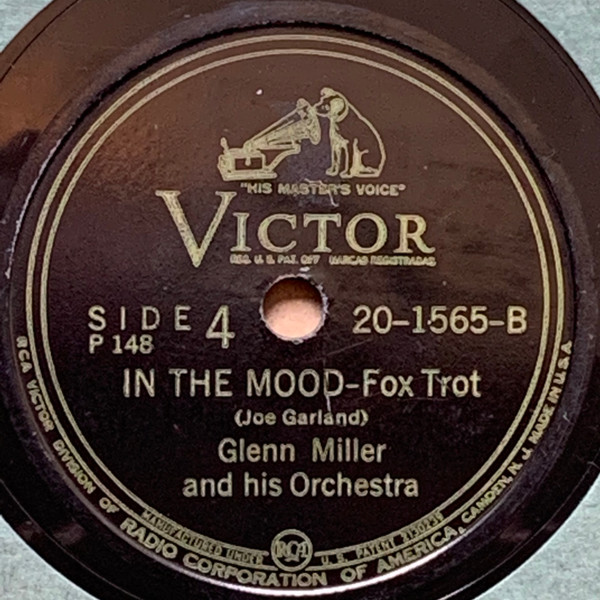 "HIS MASTER'S VOICE"
VICTOR
REG. U. S. PAT. OFF. MARCAS REGISTRADAS
SIDE 4
20-1565-B
P 148
IN THE MOOD-Fox Trot
(Joe Garland)
Glenn Miller
and his Orchestra
MANUFACTURED UNDER RCA U. S. PATENT
RCA VICTOR DIVISION OF RADIO CORPORATION OF AMERICA, CAMDEN, N. J. MADE IN U.S.A.